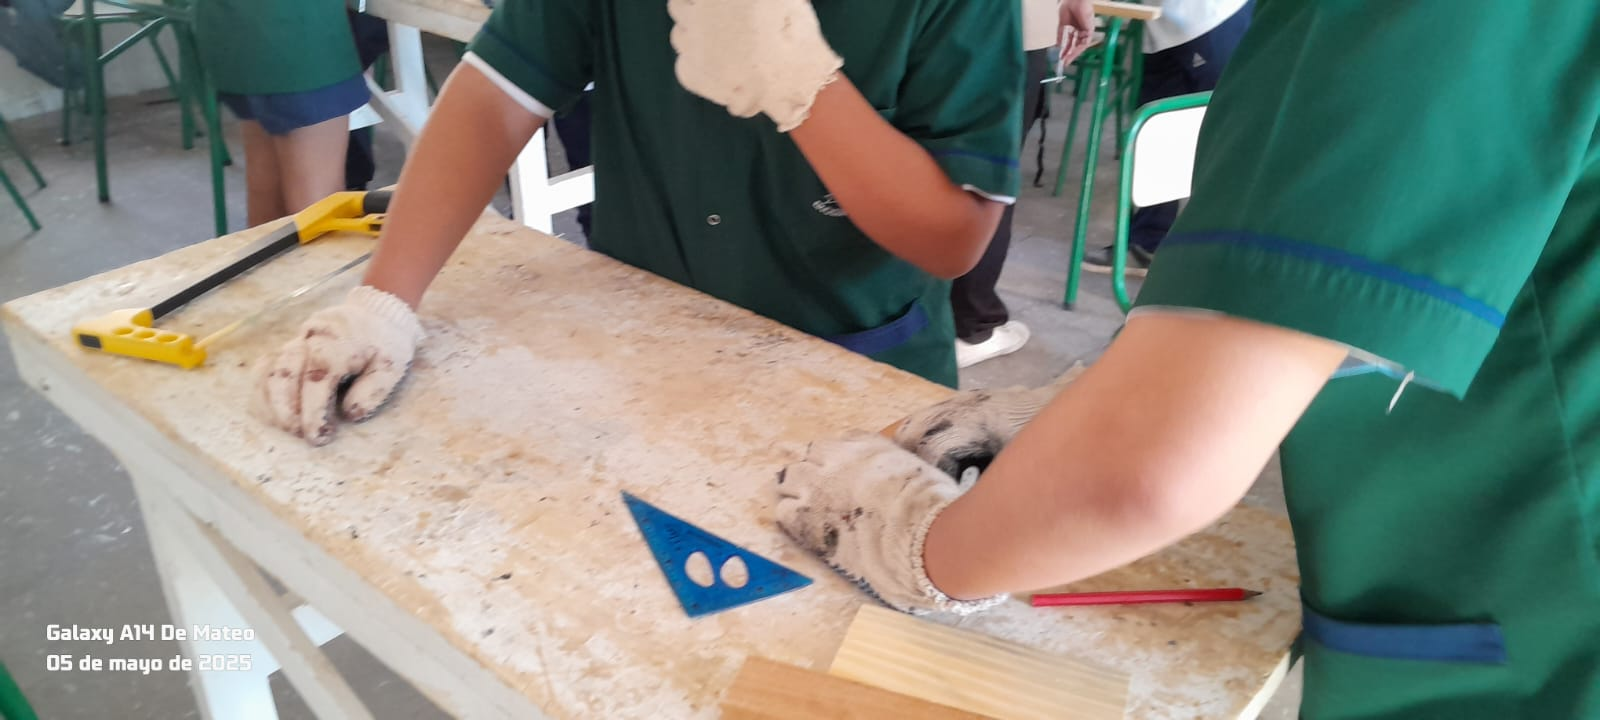 Galaxy A14 De Mateo
05 de mayo de 2025